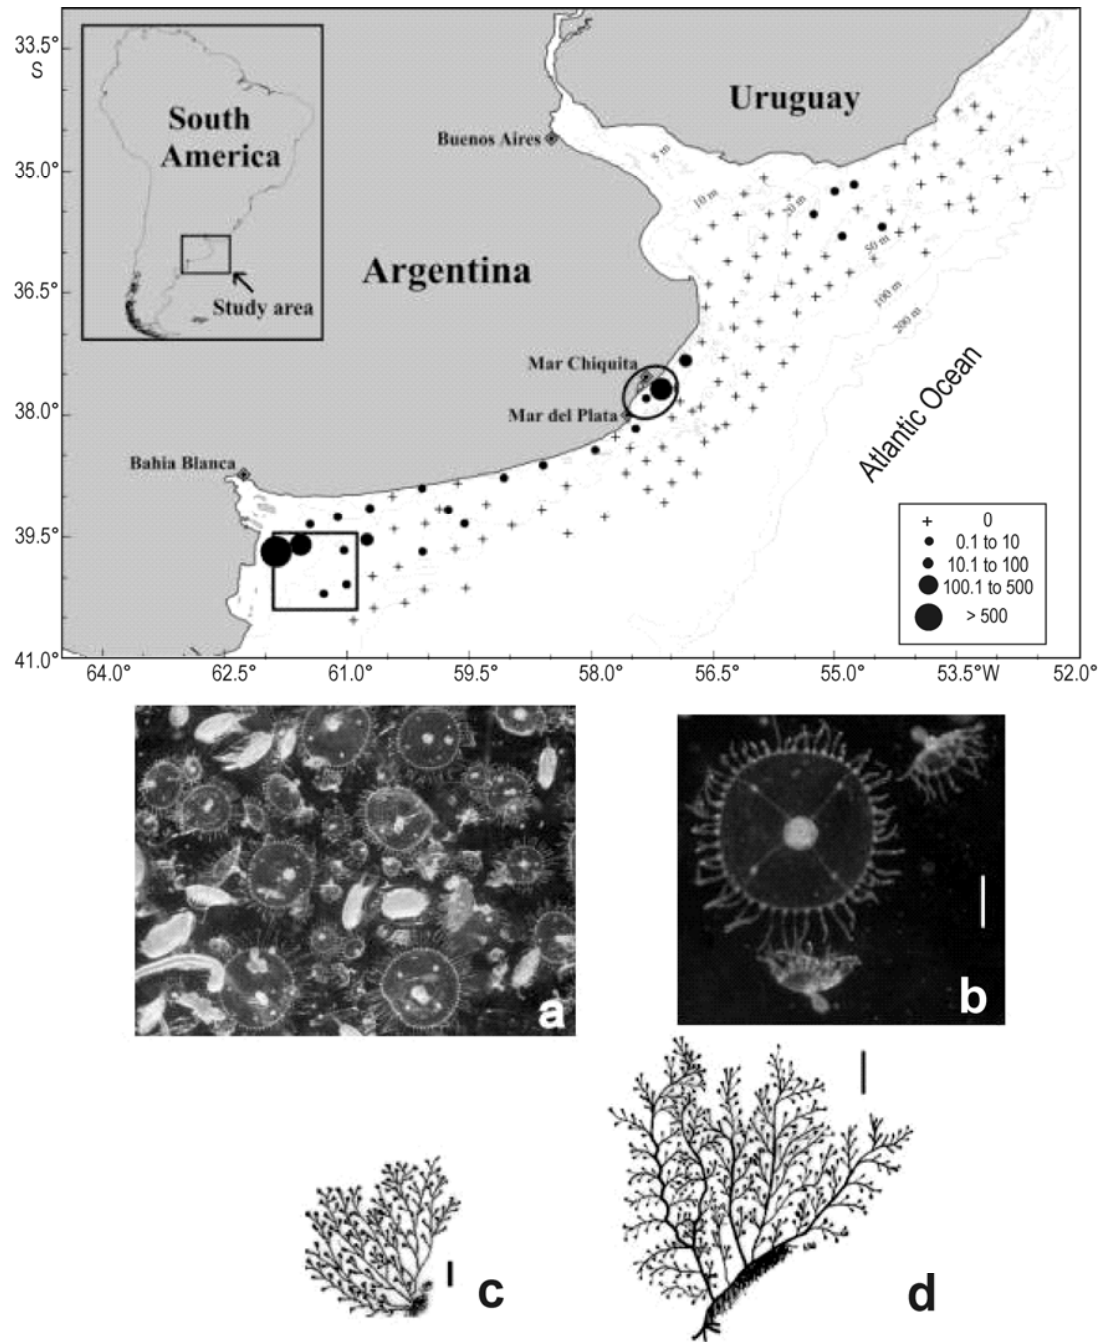 33.5°
S
35.0°
36.5°
38.0°
39.5°
41.0°
South
America
Study area
Uruguay
Buenos Aires
5 m
10 m
20 m
50 m
100 m
200 m
Argentina
Mar Chiquita
Mar del Plata
Bahia Blanca
Atlantic Ocean
+ 0
0.1 to 10
10.1 to 100
100.1 to 500
> 500
64.0° 62.5° 61.0° 59.5° 58.0° 56.5° 55.0° 53.5°W 52.0°
a
b
c
d